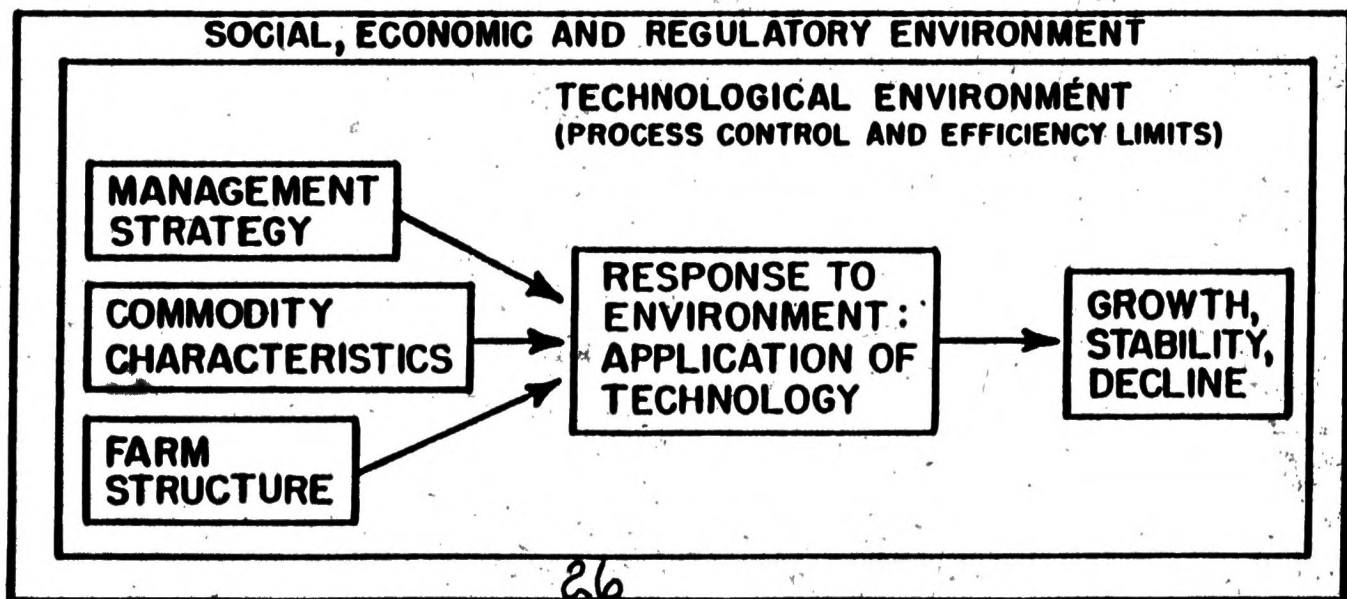 SOCIAL, ECONOMIC AND REGULATORY ENVIRONMENT
TECHNOLOGICAL ENVIRONMENT
(PROCESS CONTROL AND EFFICIENCY LIMITS)
MANAGEMENT
STRATEGY
COMMODITY
CHARACTERISTICS
FARM
STRUCTURE
RESPONSE TO
ENVIRONMENT:
APPLICATION OF
TECHNOLOGY
GROWTH,
STABILITY,
DECLINE
26